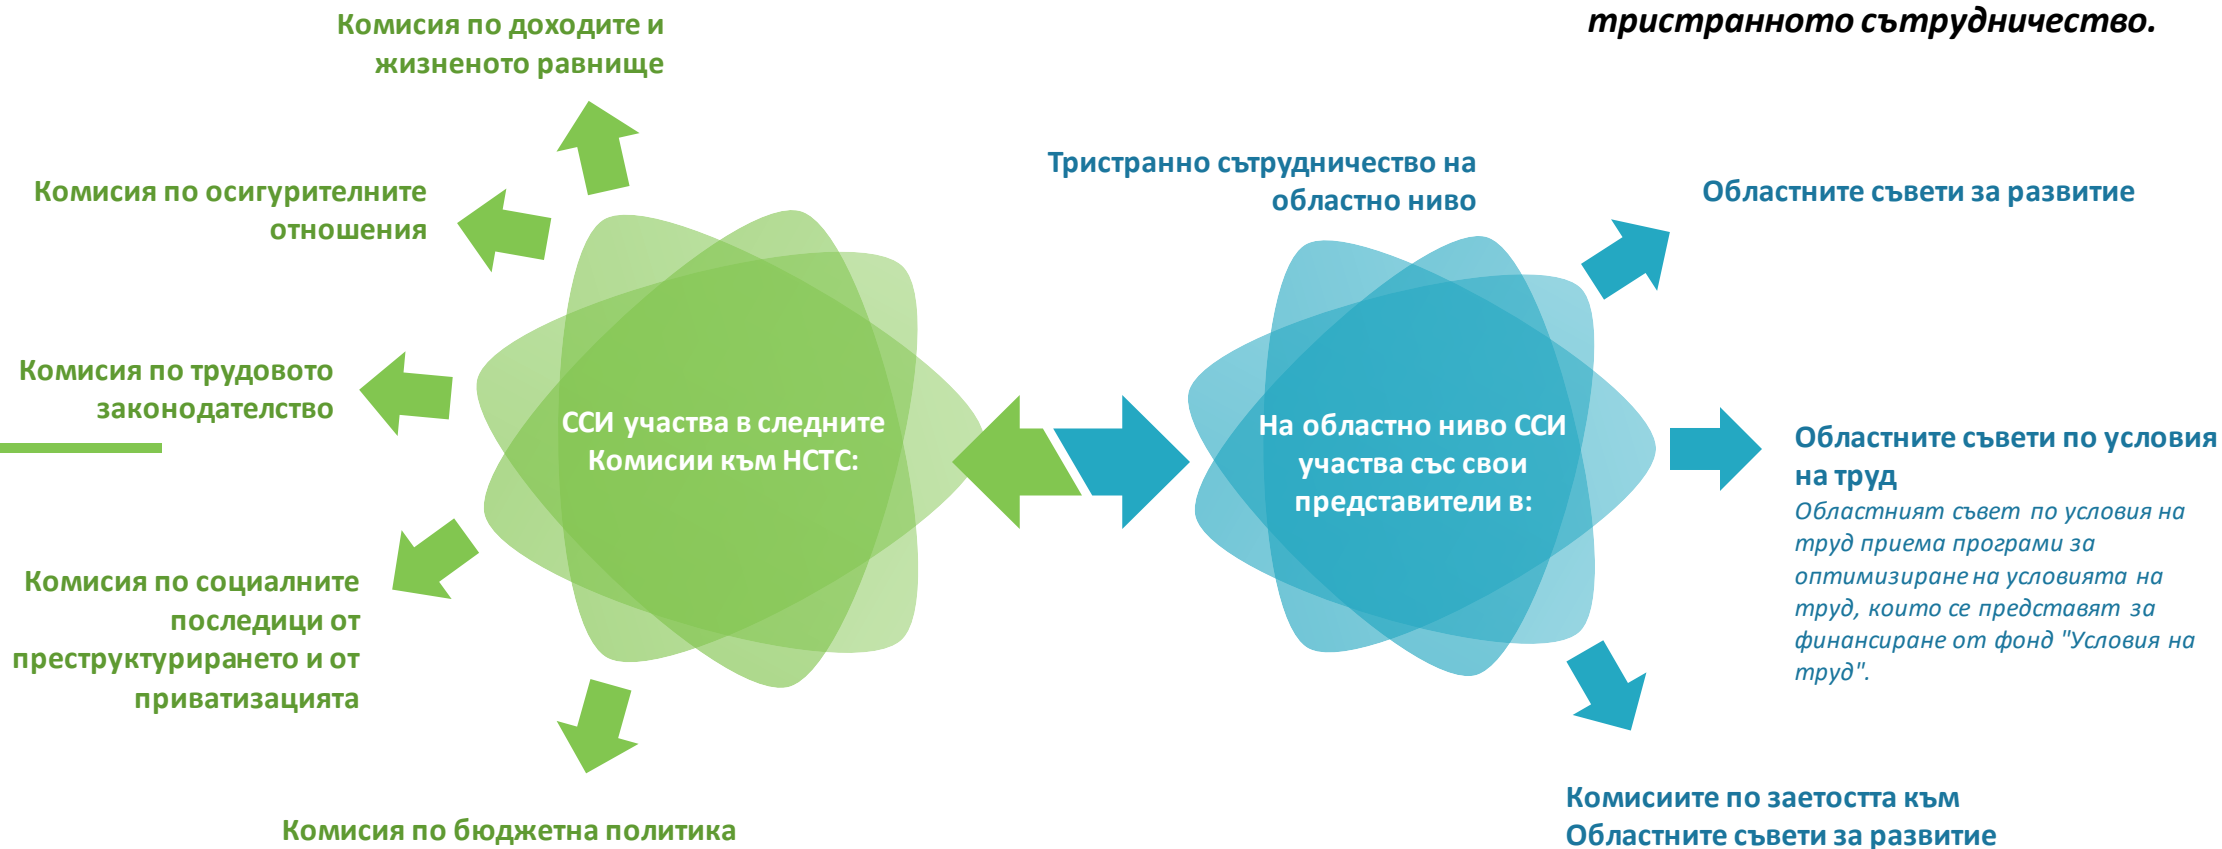 тристранното сътрудничество.
Комисия по доходите и
жизненото равнище
Комисия по осигурителните
отношения
Комисия по трудовото
законодателство
Комисия по социалните
последици от
преструктурирането и от
приватизацията
Комисия по бюджетна политика
ССИ участва в следните
Комисии към НСТС:
Тристранно сътрудничество на
областно ниво
На областно ниво ССИ
участва със свои
представители в:
Областните съвети за развитие
Областните съвети по условия
на труд
Областният съвет по условия на
труд приема програми за
оптимизиране на условията на
труд, които се представят за
финансиране от фонд "Условия на
труд".
Комисиите по заетостта към
Областните съвети за развитие